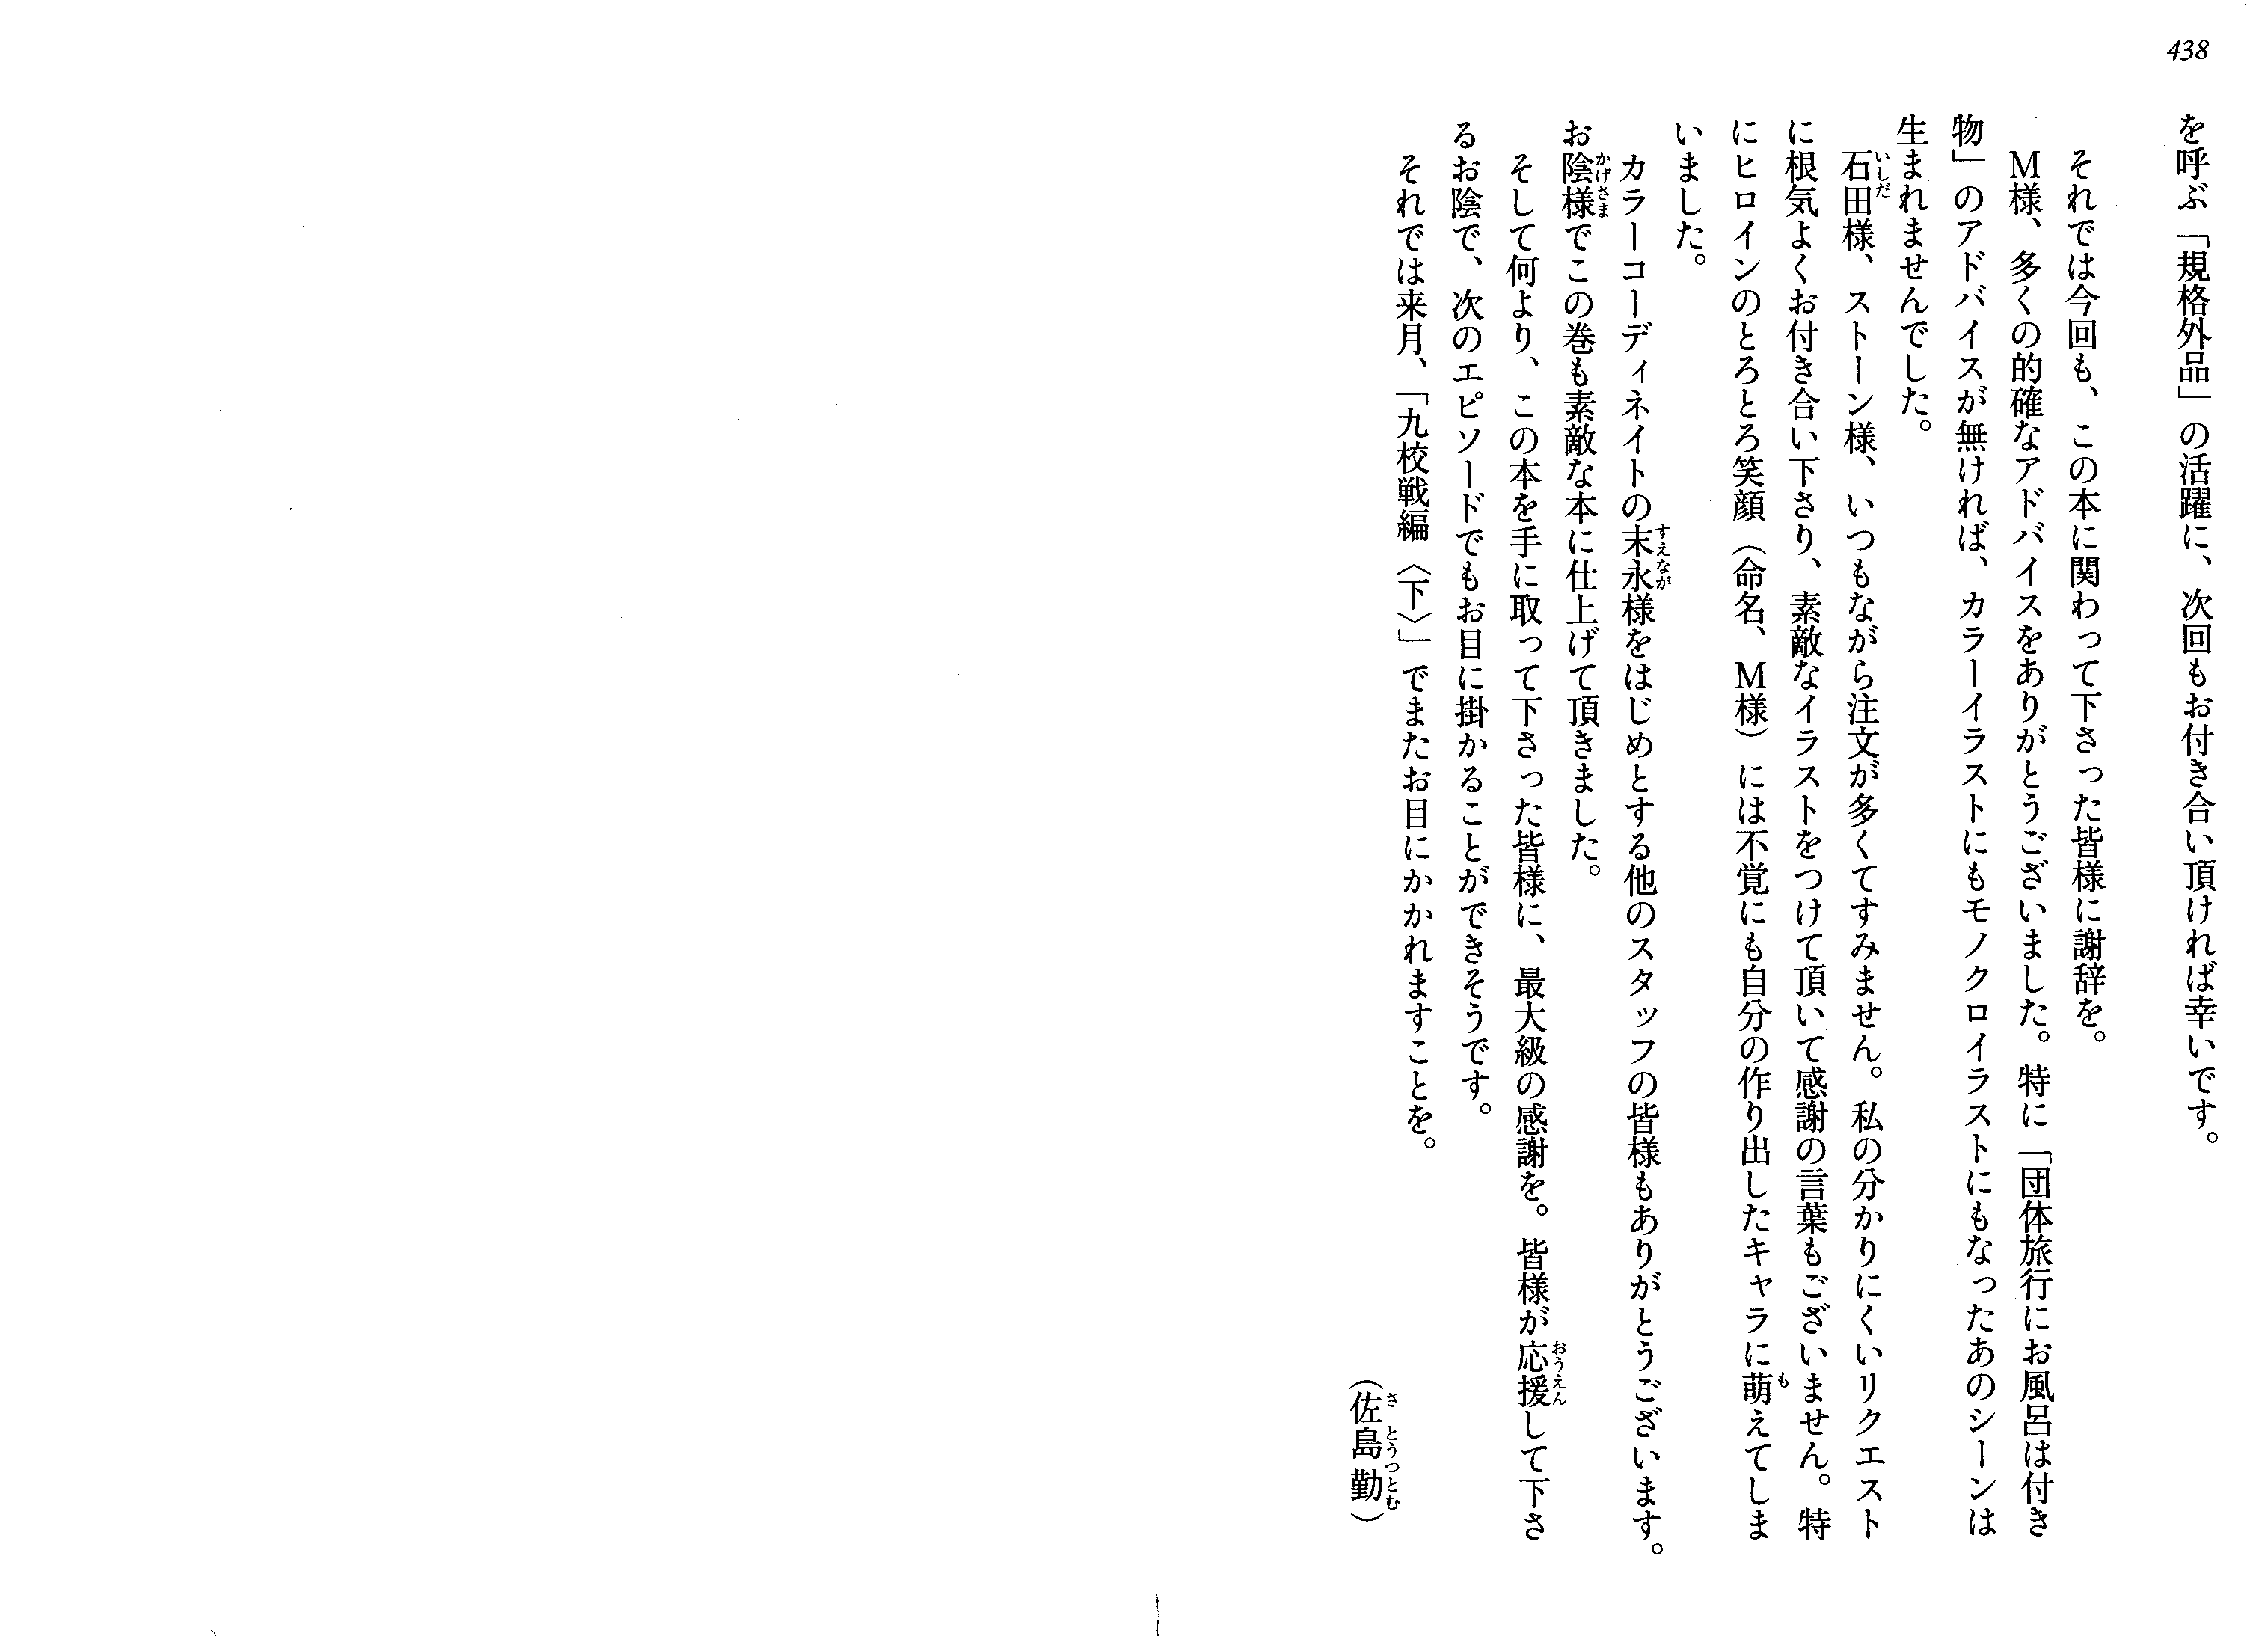 438
を呼ぶ「規格外品」の活躍に、次回もお付き合い頂ければ幸いです。
それでは今回も、この本に関わって下さった皆様に謝辞を。
M様、多くの的確なアドバイスをありがとうございました。特に「団体旅行にお風呂は付き
物」のアドバイスが無ければ、カラーイラストにもモノクロイラストにもなったあのシーンは
生まれませんでした。
石田様、ストーン様、いつもながら注文が多くてすみません。私の分かりにくいリクエスト
に根気よくお付き合い下さり、素敵なイラストをつけて頂いて感謝の言葉もございません。特
にヒロインのとろとろ笑顔（命名、M様）には不覚にも自分の作り出したキャラに萌えてしま
いました。
カラーコーディネイトの末永様をはじめとする他のスタッフの皆様もありがとうございます。
お陰様でこの巻も素敵な本に仕上げて頂きました。
そして何より、この本を手に取って下さった皆様に、最大級の感謝を。皆様が応援して下さ
るお陰で、次のエピソードでもお目に掛かることができそうです。
それでは来月、「九校戦編〈下〉」でまたお目にかかれますことを。
（佐島 勤）